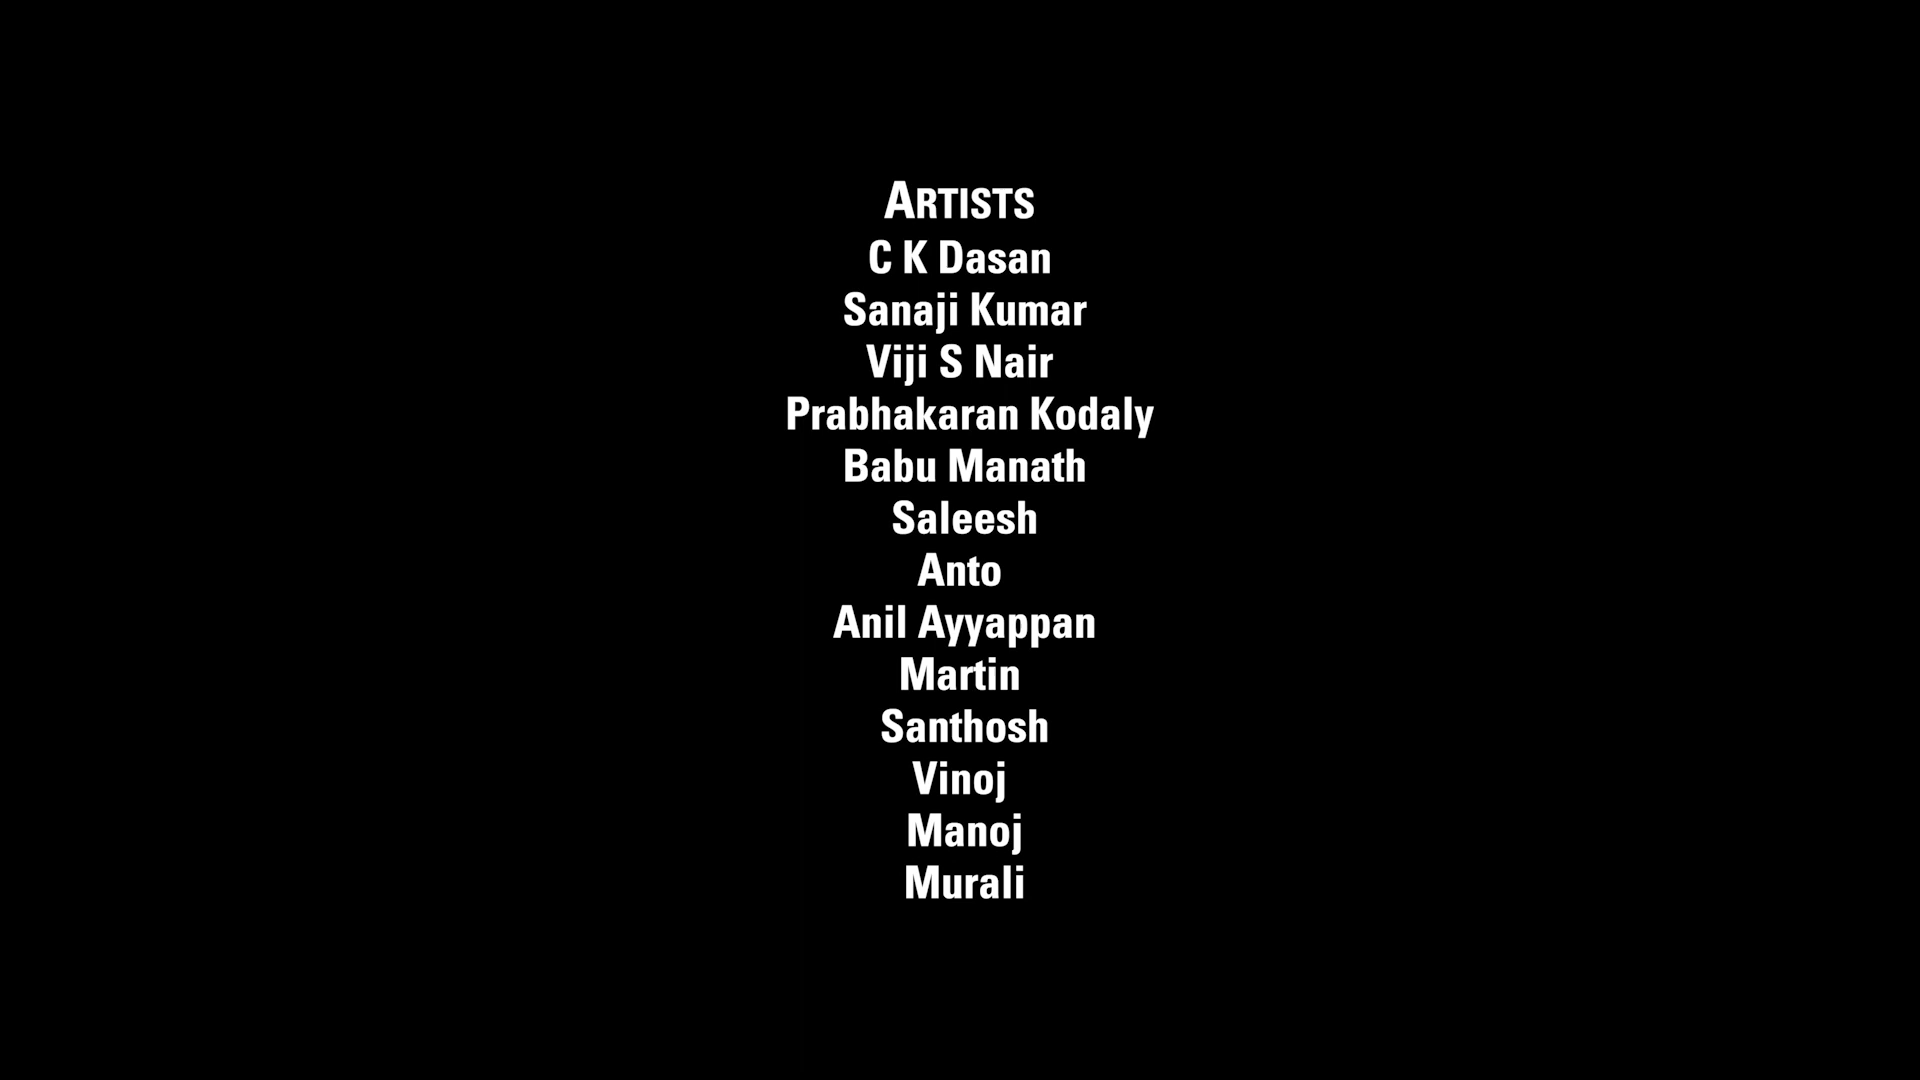 ARTISTS
C K Dasan
Sanaji Kumar
Viji S Nair
Prabhakaran Kodaly
Babu Manath
Saleesh
Anto
Anil Ayyappan
Martin
Santhosh
Vinoj
Manoj
Murali